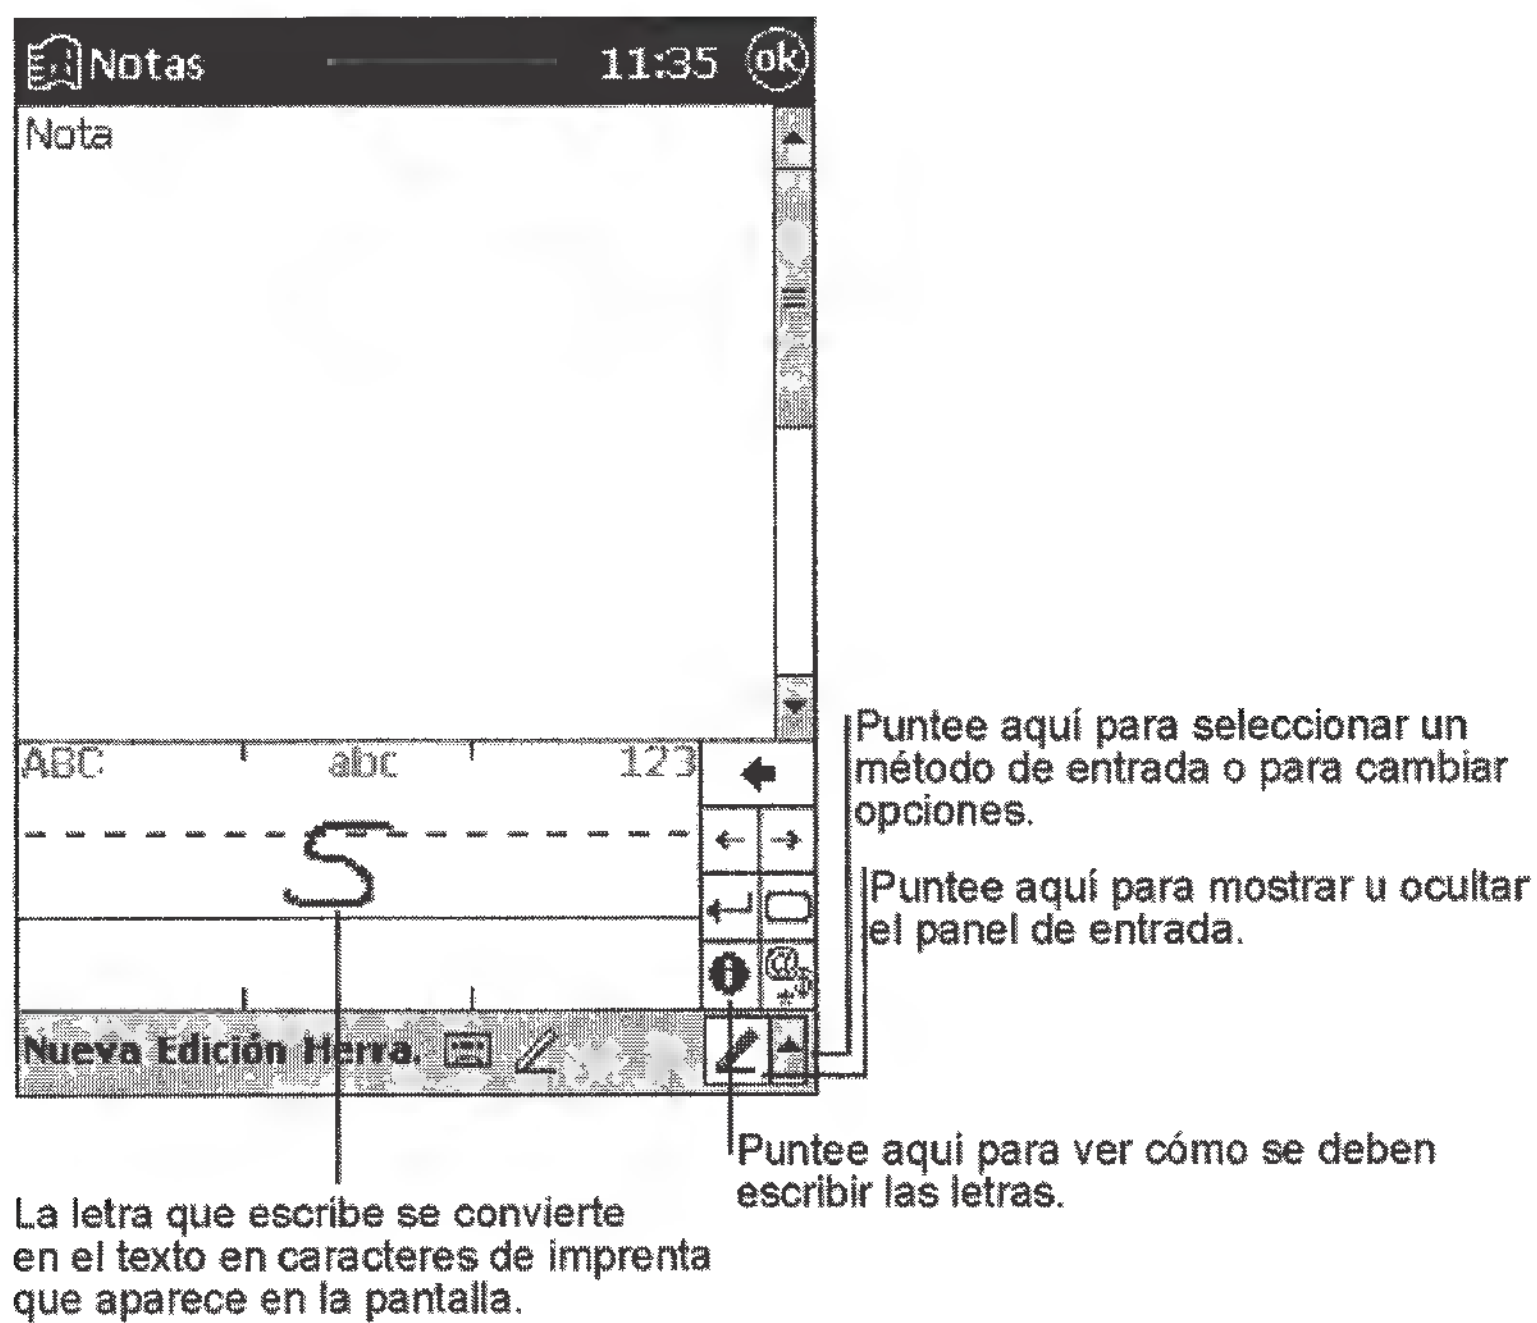 Notas 11:35 ok
Nota
ABC abc 123
S
Nueva Edición Herra.
Puntee aquí para seleccionar un
método de entrada o para cambiar
opciones.
Puntee aquí para mostrar u ocultar
el panel de entrada.
Puntee aquí para ver cómo se deben
escribir las letras.
La letra que escribe se convierte
en el texto en caracteres de imprenta
que aparece en la pantalla.